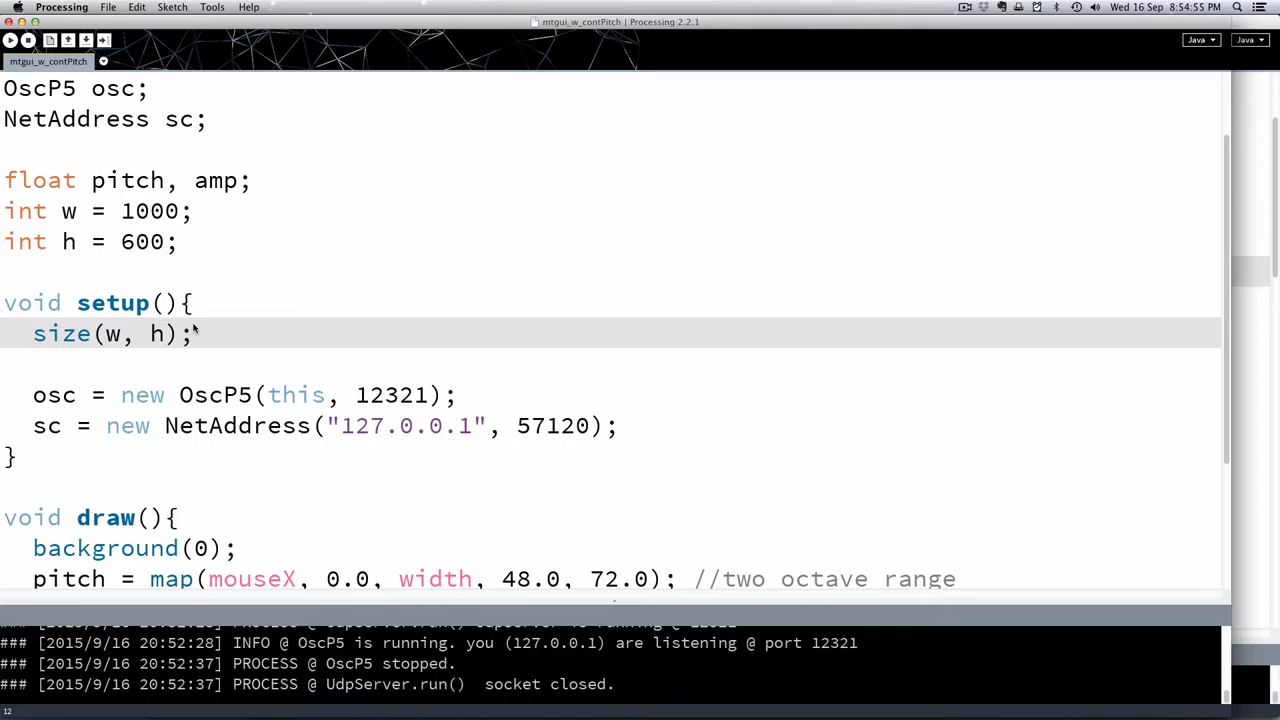 Processing File Edit Sketch Tools Help Wed 16 Sep 8:54:55 pm
mtgui_w_contPitch | Processing 2.2.1
Java Java
mtgui_w_contPitch
OscP5 osc;
NetAddress sc;
float pitch, amp;
int w = 1000;
int h = 600;
void setup(){
size(w, h);
osc = new OscP5(this, 12321);
sc = new NetAddress("127.0.0.1", 57120);
}
void draw(){
background(0);
pitch = map(mouseX, 0.0, width, 48.0, 72.0); //two octave range
### [2015/9/16 20:52:28] INFO @ OscP5 is running. you (127.0.0.1) are listening @ port 12321
### [2015/9/16 20:52:37] PROCESS @ OscP5 stopped.
### [2015/9/16 20:52:37] PROCESS @ UdpServer.run() socket closed.
12